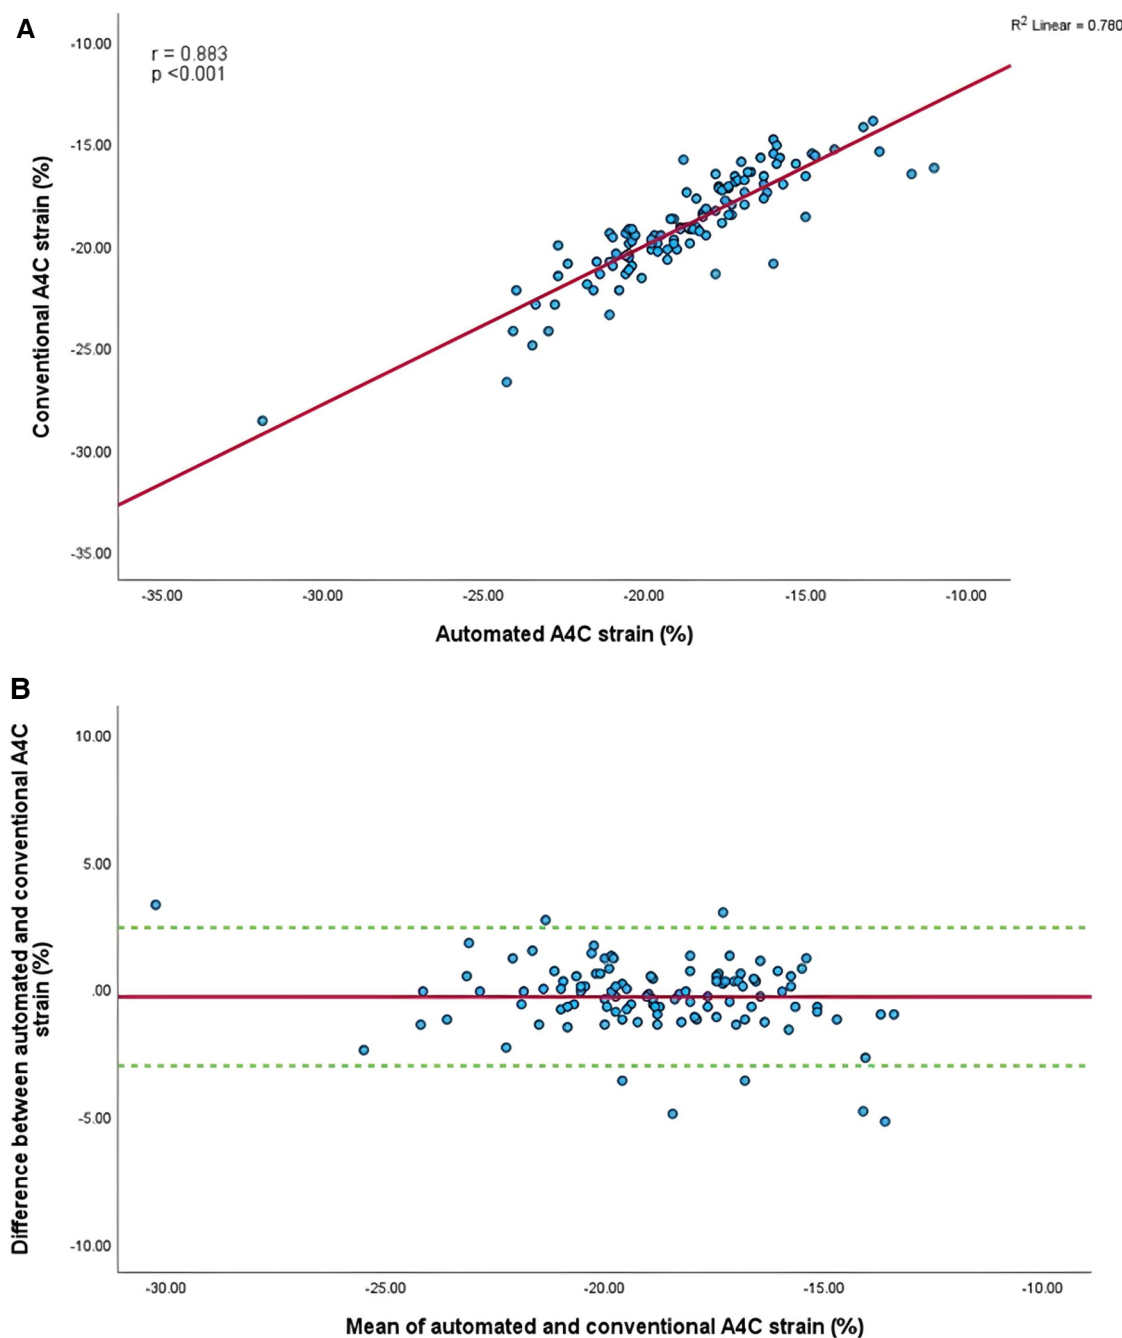 A
R² Linear = 0.780
r = 0.883
p <0.001
-10.00
-15.00
-20.00
-25.00
-30.00
-35.00
Conventional A4C strain (%)
-35.00 -30.00 -25.00 -20.00 -15.00 -10.00
Automated A4C strain (%)
B
10.00
5.00
.00
-5.00
-10.00
Difference between automated and conventional A4C
strain (%)
-30.00 -25.00 -20.00 -15.00 -10.00
Mean of automated and conventional A4C strain (%)